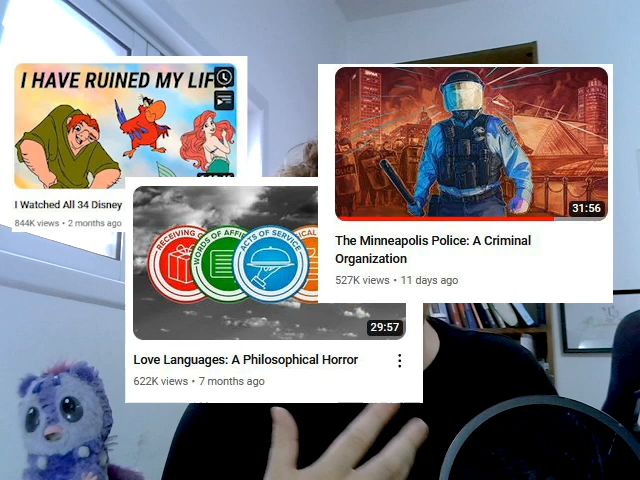 I HAVE RUINED MY LIF
I Watched All 34 Disney
844K views • 2 months ago
RECEIVING G
WORDS OF AFFI
ACTS OF SERVICE
ICAL
29:57
Love Languages: A Philosophical Horror
622K views • 7 months ago
31:56
The Minneapolis Police: A Criminal
Organization
527K views • 11 days ago